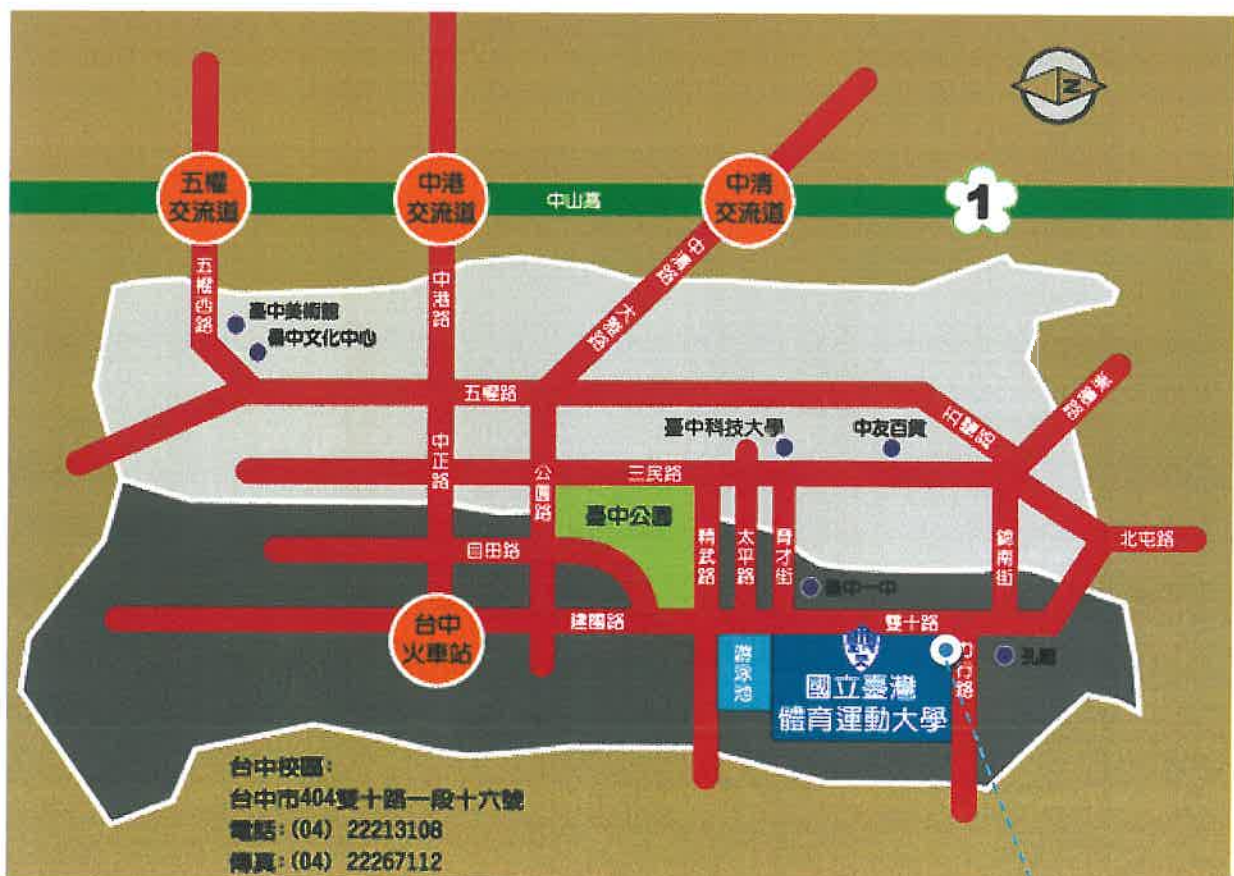 N
五權
交流道
中港
交流道
中清
交流道
中山高
1
五權西路
中港路
中清路
大雅路
臺中美術館
臺中文化中心
五權路
五權路
崇德路
臺中科技大學
中友百貨
中正路
公園路
三民路
臺中公園
自由路
精武路
太平路
育才街
錦南街
北屯路
臺中一中
台中
火車站
建國路
雙十路
游泳池
國立臺灣
體育運動大學
力行路
孔廟
台中校區:
台中市404雙十路一段十六號
電話:(04) 22213108
傳真:(04) 22267112